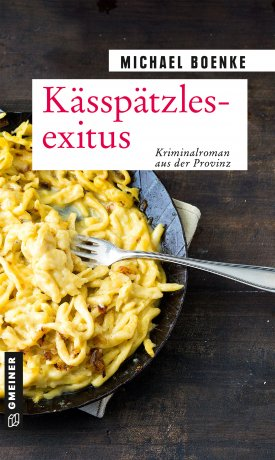 MICHAEL BOENKE
Kässpätzles-
exitus
Kriminalroman
aus der Provinz
GMEINER